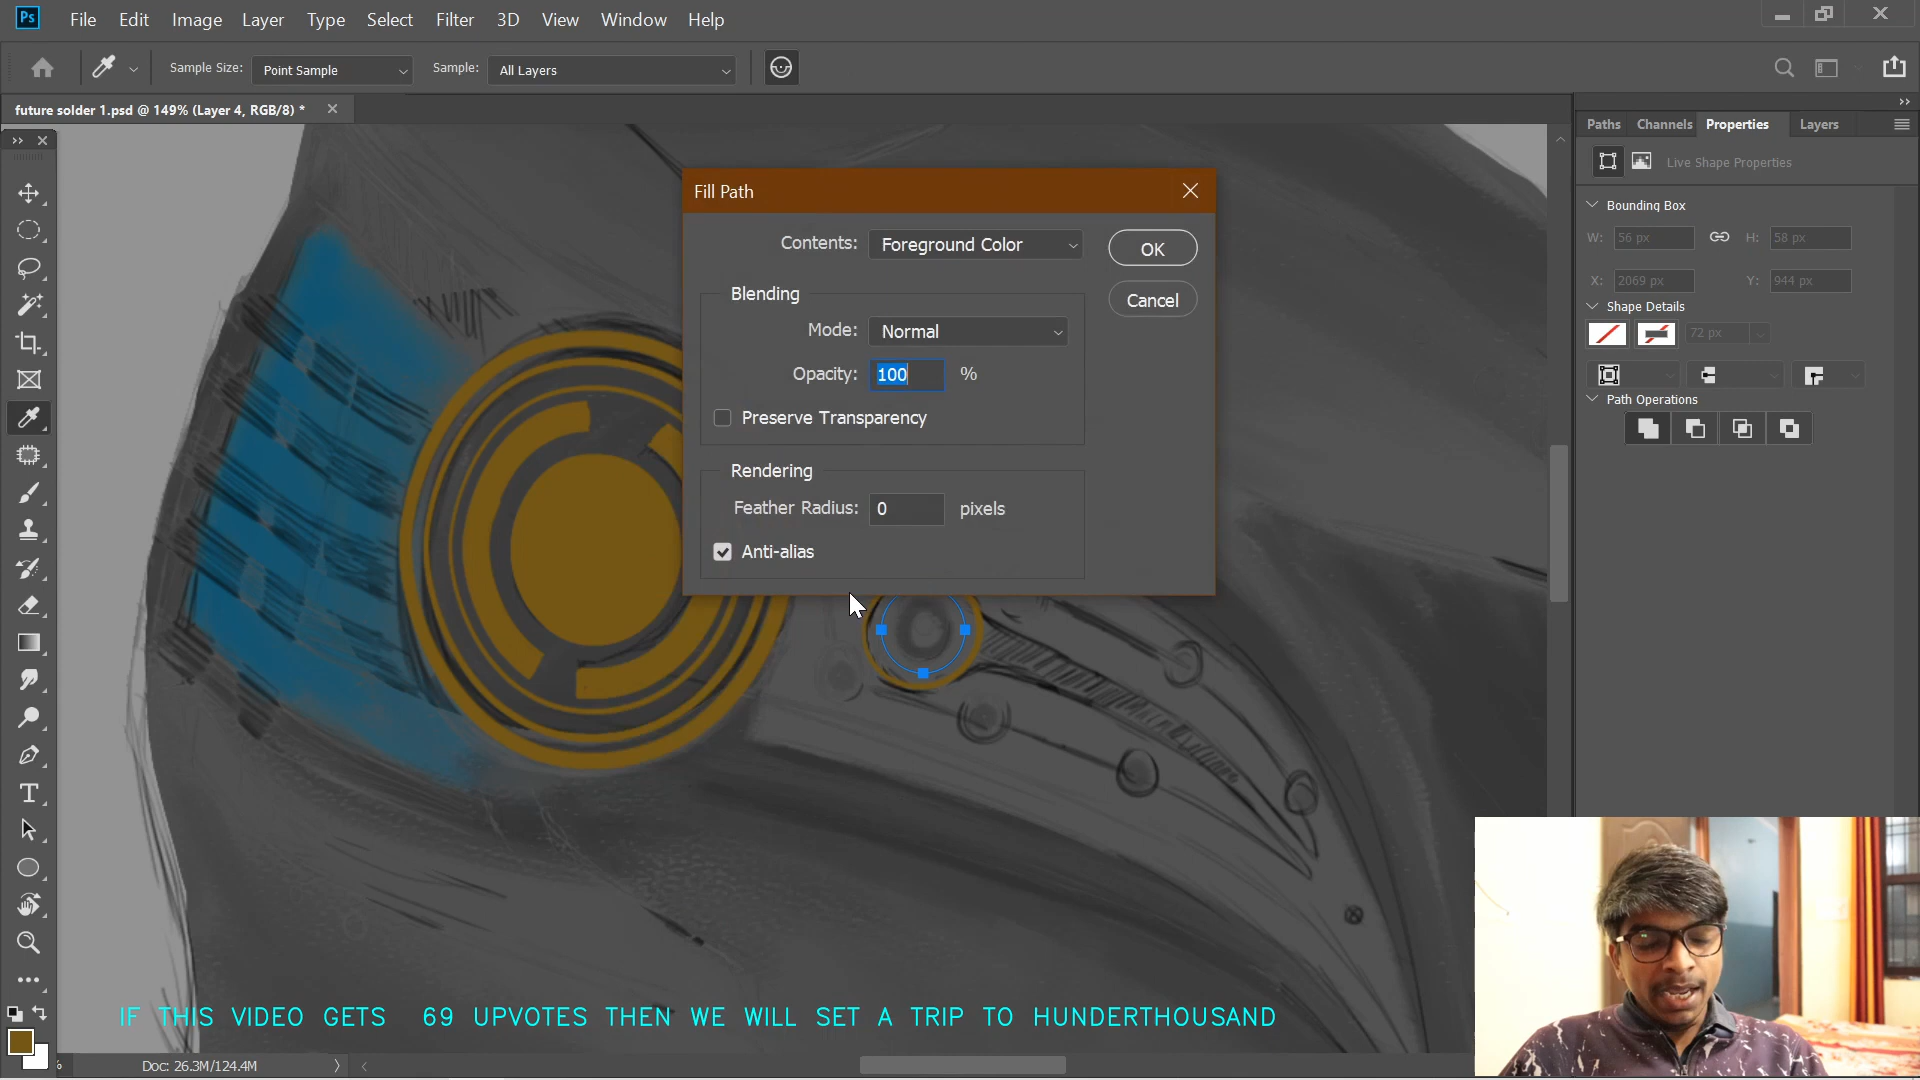 Ps File Edit Image Layer Type Select Filter 3D View Window Help
Sample Size: Point Sample Sample: All Layers
future solder 1.psd @ 149% (Layer 4, RGB/8) *
Paths Channels Properties Layers
Live Shape Properties
Bounding Box
W: 56 px H: 58 px
X: 2069 px Y: 944 px
Shape Details
72 px
Path Operations
Fill Path
Contents: Foreground Color
OK
Cancel
Blending
Mode: Normal
Opacity: 100 %
Preserve Transparency
Rendering
Feather Radius: 0 pixels
Anti-alias
IF THIS VIDEO GETS 69 UPVOTES THEN WE WILL SET A TRIP TO HUNDERTHOUSAND
% Doc: 26.3M/124.4M